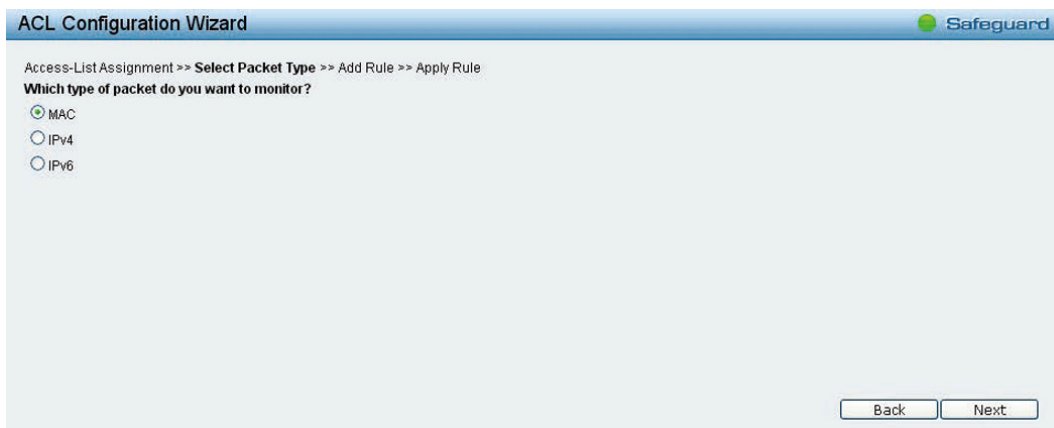 ACL Configuration Wizard
Safeguard
Access-List Assignment >> Select Packet Type >> Add Rule >> Apply Rule
Which type of packet do you want to monitor?
MAC
IPv4
IPv6
Back
Next